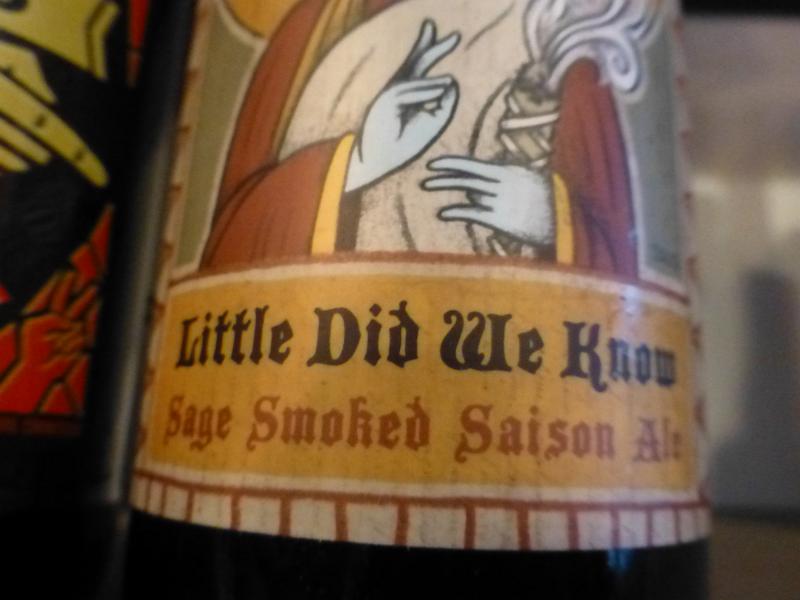 Little Did We Know
Sage Smoked Saison Ale